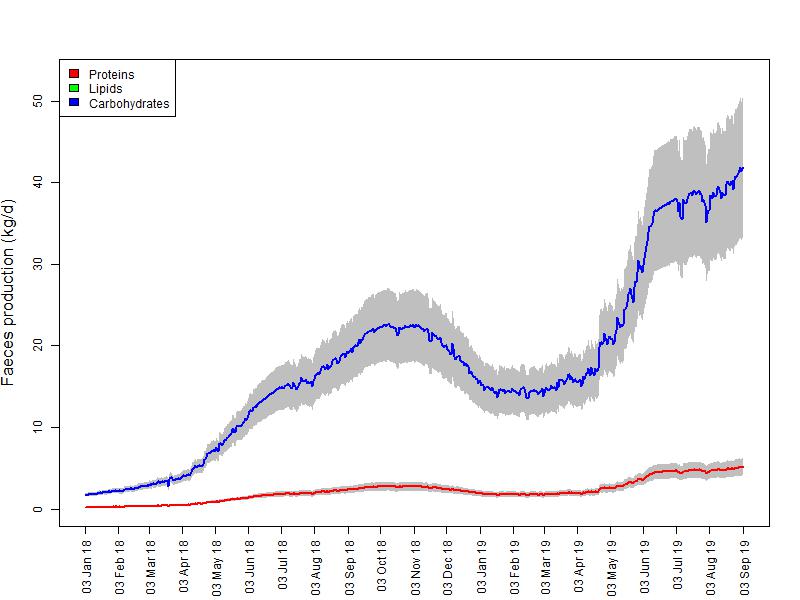 Proteins
Lipids
Carbohydrates
Faeces production (kg/d)
50
40
30
20
10
0
03 Jan 18
03 Feb 18
03 Mar 18
03 Apr 18
03 May 18
03 Jun 18
03 Jul 18
03 Aug 18
03 Sep 18
03 Oct 18
03 Nov 18
03 Dec 18
03 Jan 19
03 Feb 19
03 Mar 19
03 Apr 19
03 May 19
03 Jun 19
03 Jul 19
03 Aug 19
03 Sep 19